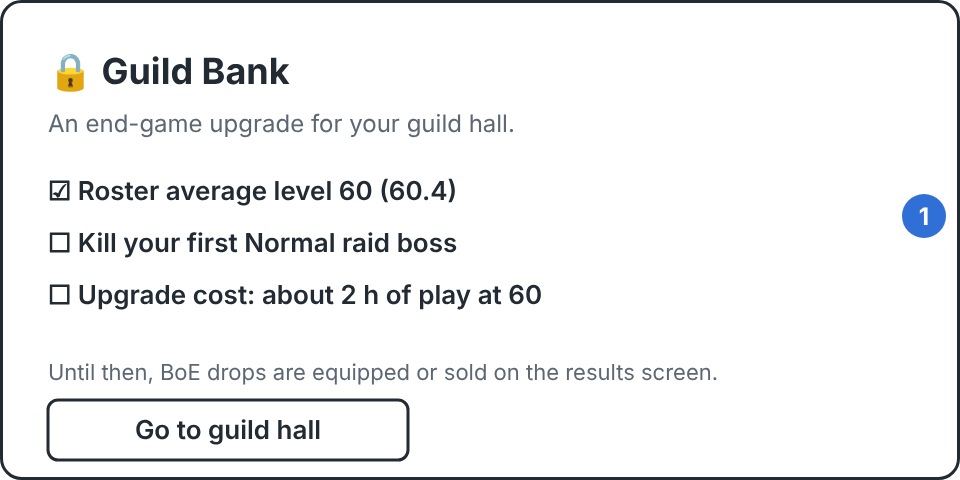 🔒 Guild Bank
An end-game upgrade for your guild hall.
☑ Roster average level 60 (60.4)
☐ Kill your first Normal raid boss
1
☐ Upgrade cost: about 2 h of play at 60
Until then, BoE drops are equipped or sold on the results screen.
Go to guild hall